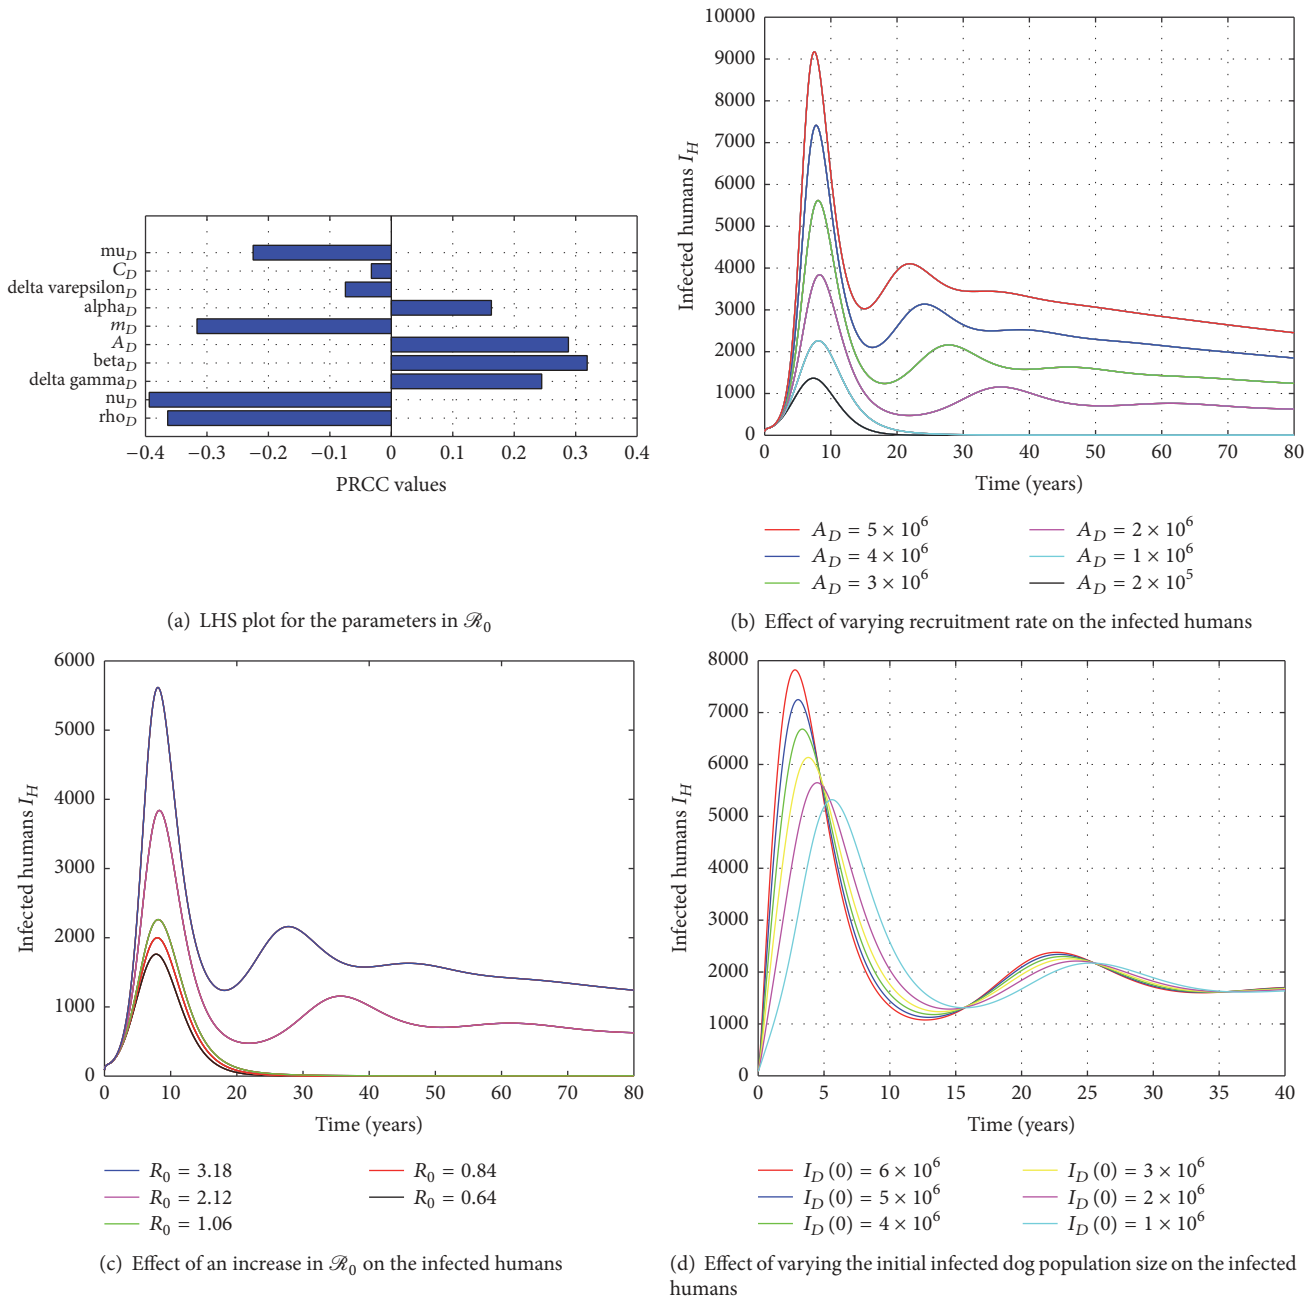 mu_D
C_D
delta varepsilon_D
alpha_D
m_D
A_D
beta_D
delta gamma_D
nu_D
rho_D
−0.4 −0.3 −0.2 −0.1 0 0.1 0.2 0.3 0.4
PRCC values
(a) LHS plot for the parameters in ℛ_0
10000
9000
8000
7000
6000
5000
4000
3000
2000
1000
0
Infected humans I_H
0 10 20 30 40 50 60 70 80
Time (years)
A_D = 5 × 10^6
A_D = 4 × 10^6
A_D = 3 × 10^6
A_D = 2 × 10^6
A_D = 1 × 10^6
A_D = 2 × 10^5
(b) Effect of varying recruitment rate on the infected humans
6000
5000
4000
3000
2000
1000
0
Infected humans I_H
0 10 20 30 40 50 60 70 80
Time (years)
R_0 = 3.18
R_0 = 2.12
R_0 = 1.06
R_0 = 0.84
R_0 = 0.64
(c) Effect of an increase in ℛ_0 on the infected humans
8000
7000
6000
5000
4000
3000
2000
1000
0
Infected humans I_H
0 5 10 15 20 25 30 35 40
Time (years)
I_D(0) = 6 × 10^6
I_D(0) = 5 × 10^6
I_D(0) = 4 × 10^6
I_D(0) = 3 × 10^6
I_D(0) = 2 × 10^6
I_D(0) = 1 × 10^6
(d) Effect of varying the initial infected dog population size on the infected
humans